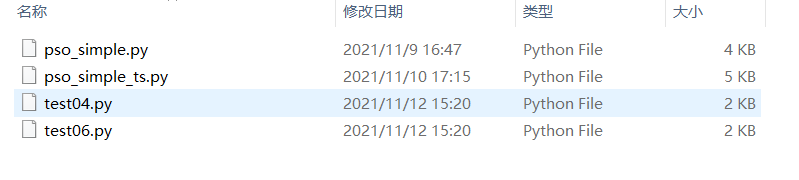 名称 修改日期 类型 大小
pso_simple.py 2021/11/9 16:47 Python File 4 KB
pso_simple_ts.py 2021/11/10 17:15 Python File 5 KB
test04.py 2021/11/12 15:20 Python File 2 KB
test06.py 2021/11/12 15:20 Python File 2 KB